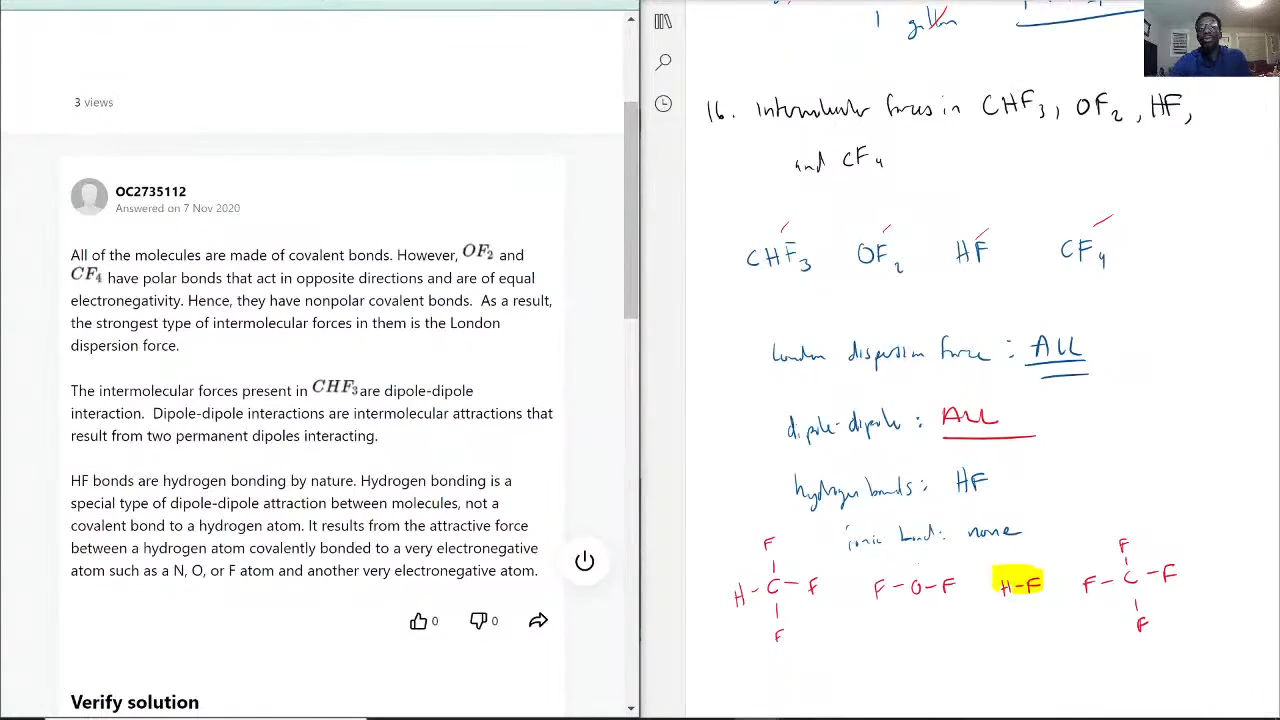 3 views
OC2735112
Answered on 7 Nov 2020
All of the molecules are made of covalent bonds. However, OF₂ and
CF₄ have polar bonds that act in opposite directions and are of equal
electronegativity. Hence, they have nonpolar covalent bonds. As a result,
the strongest type of intermolecular forces in them is the London
dispersion force.
The intermolecular forces present in CHF₃ are dipole-dipole
interaction. Dipole-dipole interactions are intermolecular attractions that
result from two permanent dipoles interacting.
HF bonds are hydrogen bonding by nature. Hydrogen bonding is a
special type of dipole-dipole attraction between molecules, not a
covalent bond to a hydrogen atom. It results from the attractive force
between a hydrogen atom covalently bonded to a very electronegative
atom such as a N, O, or F atom and another very electronegative atom.
0 0
Verify solution
1 gallon
16. Intermolecular forces in CHF₃, OF₂, HF,
and CF₄
CHF₃ OF₂ HF CF₄
London dispersion force : ALL
dipole-dipole : ALL
hydrogen bonds : HF
ionic bond : none
F F
H-C-F F-O-F H-F F-C-F
F F